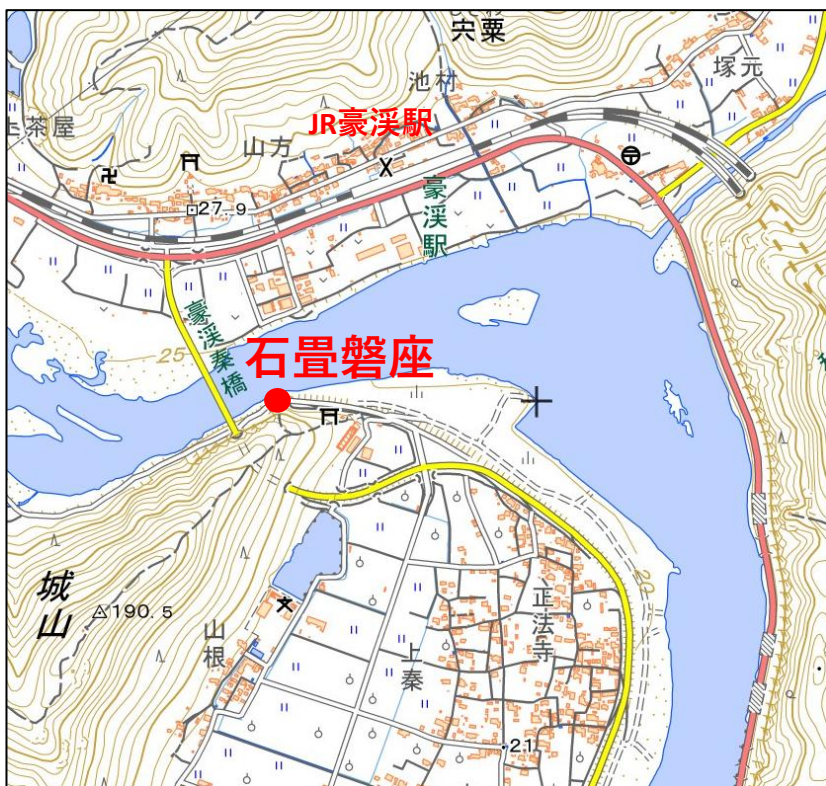 宍粟
塚元
池村
上茶屋
JR豪渓駅
山方
27.9
豪渓駅
豪渓秦橋
25
石畳磐座
城山
190.5
20
山根
上秦
正法寺
21